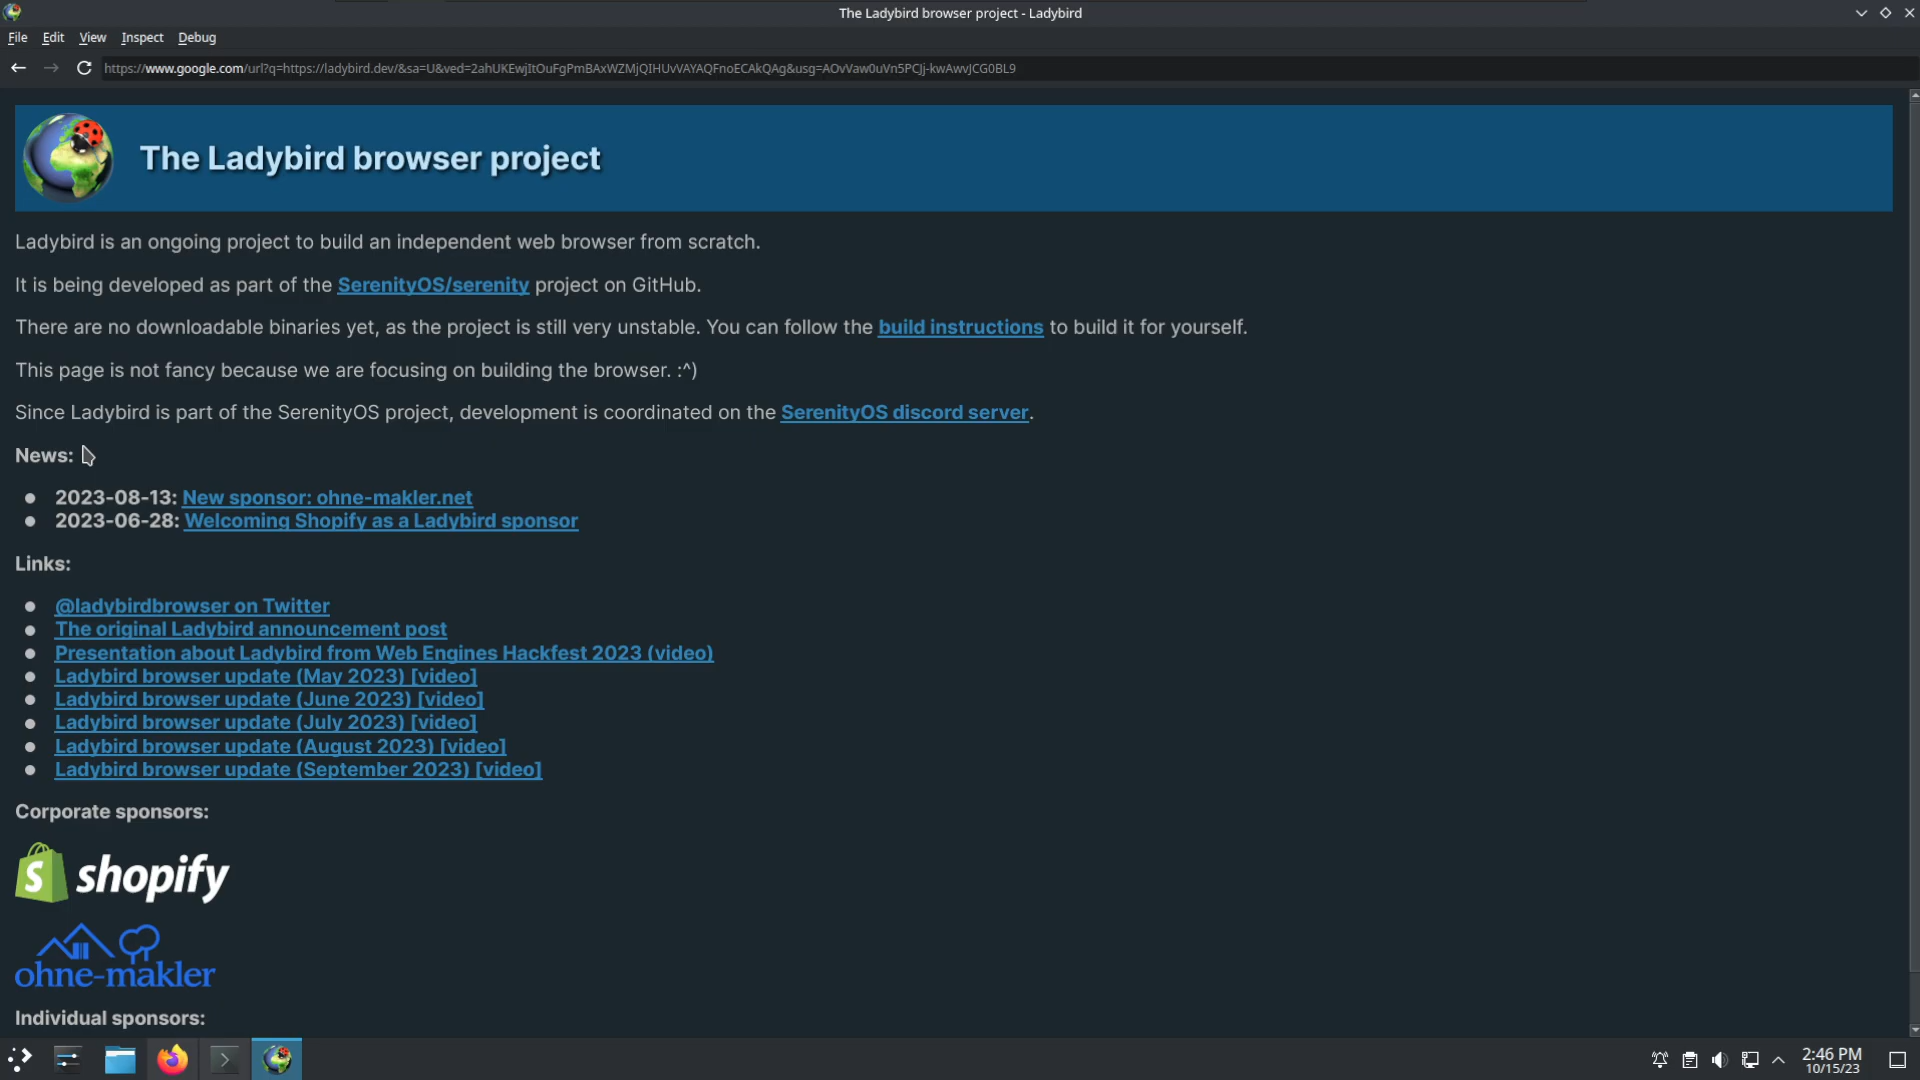 The Ladybird browser project - Ladybird
File Edit View Inspect Debug
https://www.google.com/url?q=https://ladybird.dev/&sa=U&ved=2ahUKEwjItOuFgPmBAxWZMjQIHUvVAYAQFnoECAkQAg&usg=AOvVaw0uVn5PCJj-kwAwvJCG0BL9
The Ladybird browser project
Ladybird is an ongoing project to build an independent web browser from scratch.
It is being developed as part of the SerenityOS/serenity project on GitHub.
There are no downloadable binaries yet, as the project is still very unstable. You can follow the build instructions to build it for yourself.
This page is not fancy because we are focusing on building the browser. :^)
Since Ladybird is part of the SerenityOS project, development is coordinated on the SerenityOS discord server.
News:
2023-08-13: New sponsor: ohne-makler.net
2023-06-28: Welcoming Shopify as a Ladybird sponsor
Links:
@ladybirdbrowser on Twitter
The original Ladybird announcement post
Presentation about Ladybird from Web Engines Hackfest 2023 (video)
Ladybird browser update (May 2023) [video]
Ladybird browser update (June 2023) [video]
Ladybird browser update (July 2023) [video]
Ladybird browser update (August 2023) [video]
Ladybird browser update (September 2023) [video]
Corporate sponsors:
shopify
ohne-makler
Individual sponsors:
2:46 PM
10/15/23